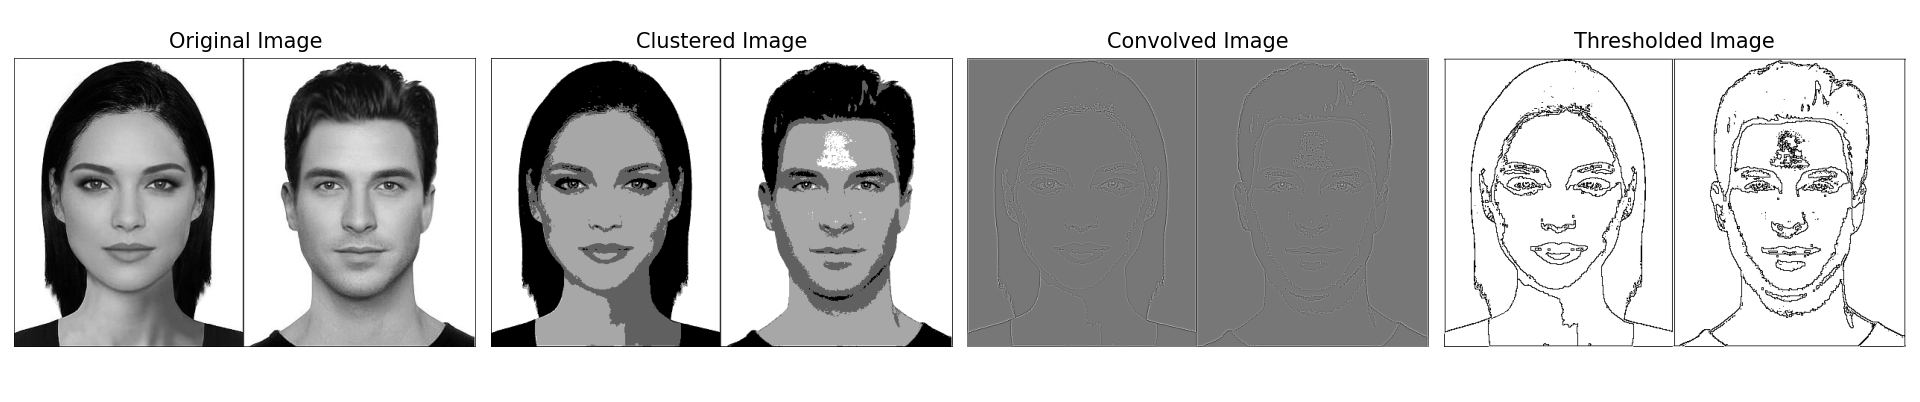 Original Image
Clustered Image
Convolved Image
Thresholded Image